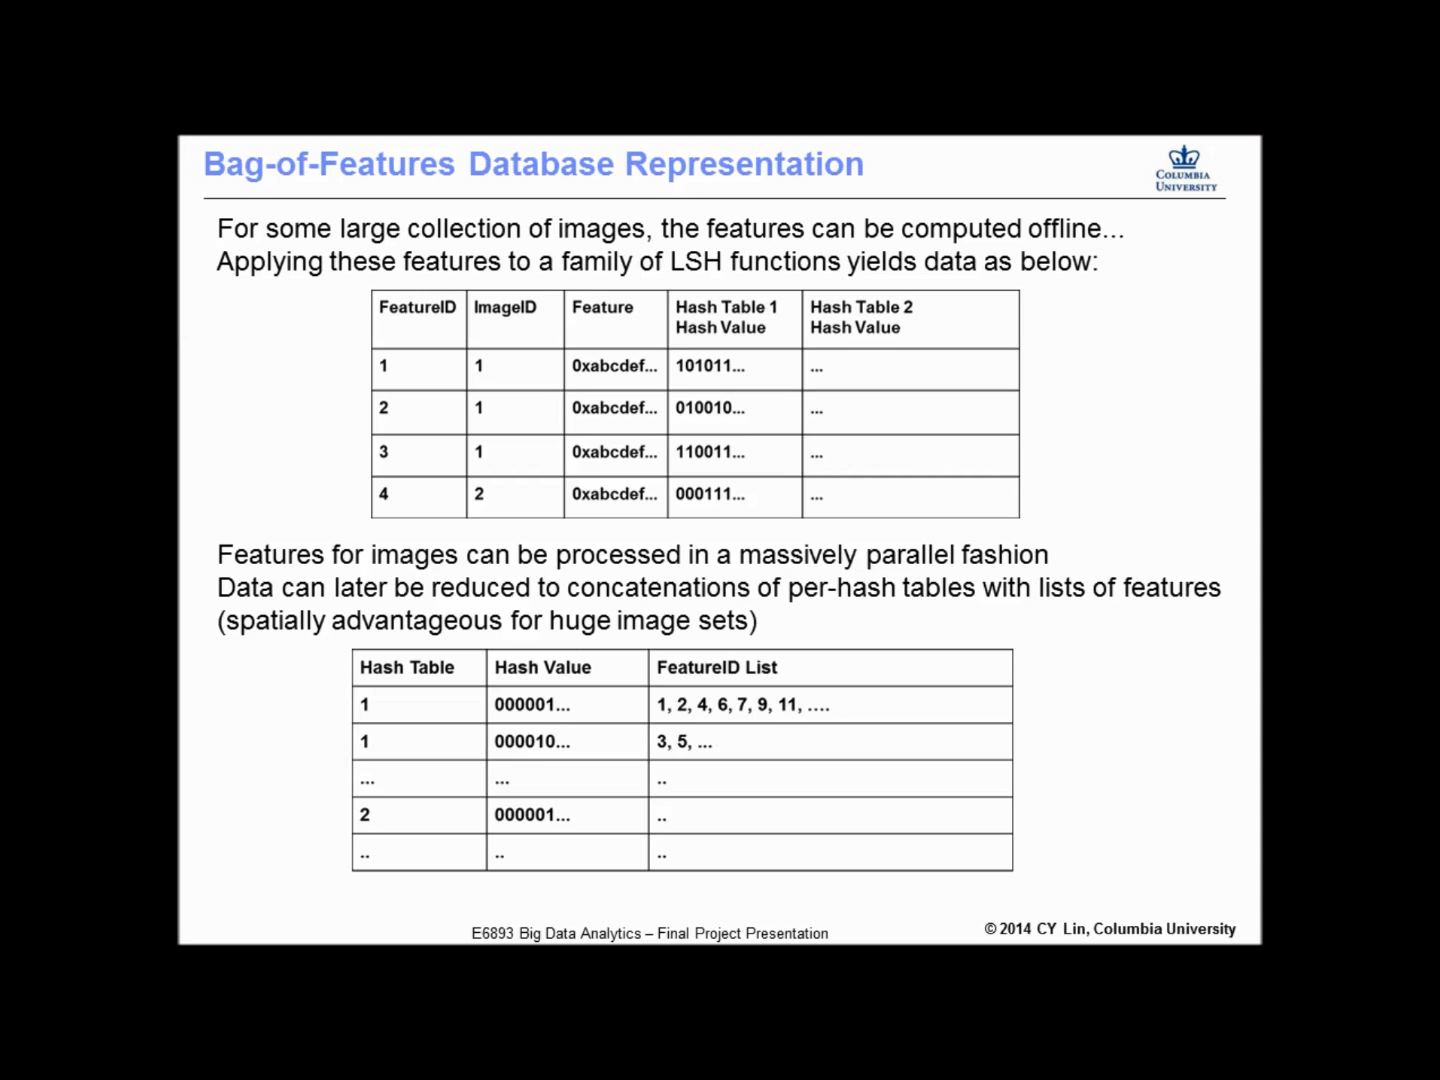 Bag-of-Features Database Representation
COLUMBIA
UNIVERSITY
For some large collection of images, the features can be computed offline...
Applying these features to a family of LSH functions yields data as below:
FeatureID ImageID Feature Hash Table 1 Hash Table 2
Hash Value Hash Value
1 1 0xabcdef... 101011... ...
2 1 0xabcdef... 010010... ...
3 1 0xabcdef... 110011... ...
4 2 0xabcdef... 000111... ...
Features for images can be processed in a massively parallel fashion
Data can later be reduced to concatenations of per-hash tables with lists of features
(spatially advantageous for huge image sets)
Hash Table Hash Value FeatureID List
1 000001... 1, 2, 4, 6, 7, 9, 11, ....
1 000010... 3, 5, ...
... ... ..
2 000001... ..
.. .. ..
E6893 Big Data Analytics – Final Project Presentation
© 2014 CY Lin, Columbia University